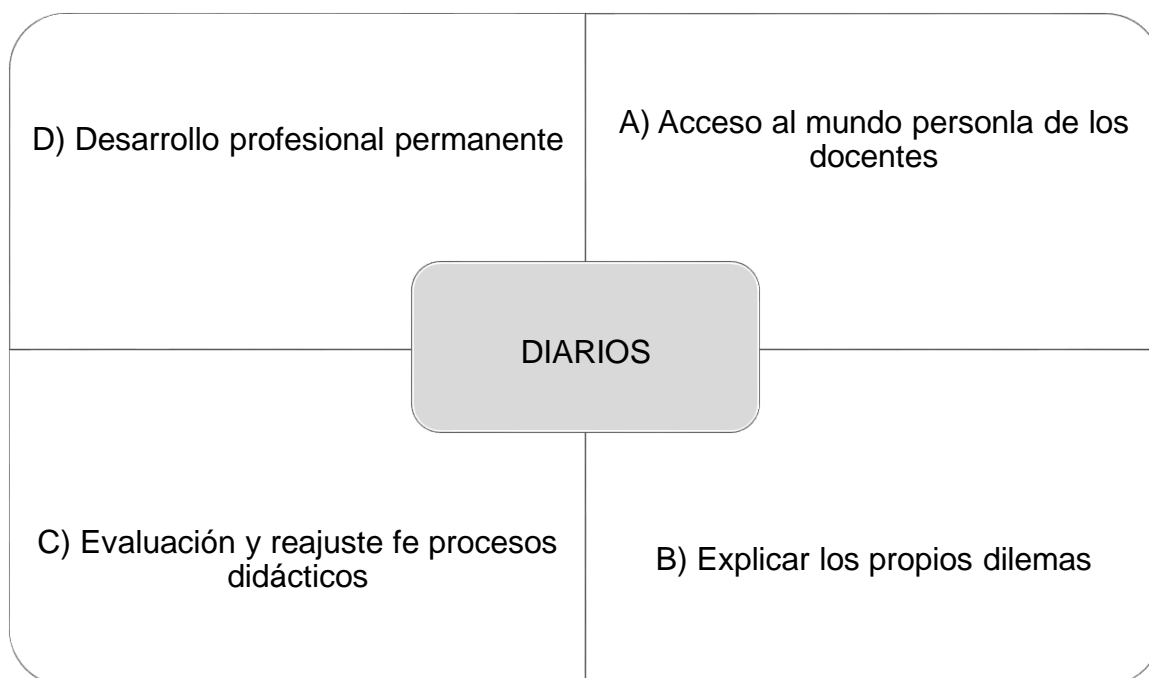 D) Desarrollo profesional permanente
A) Acceso al mundo personla de los
docentes
DIARIOS
C) Evaluación y reajuste fe procesos
didácticos
B) Explicar los propios dilemas